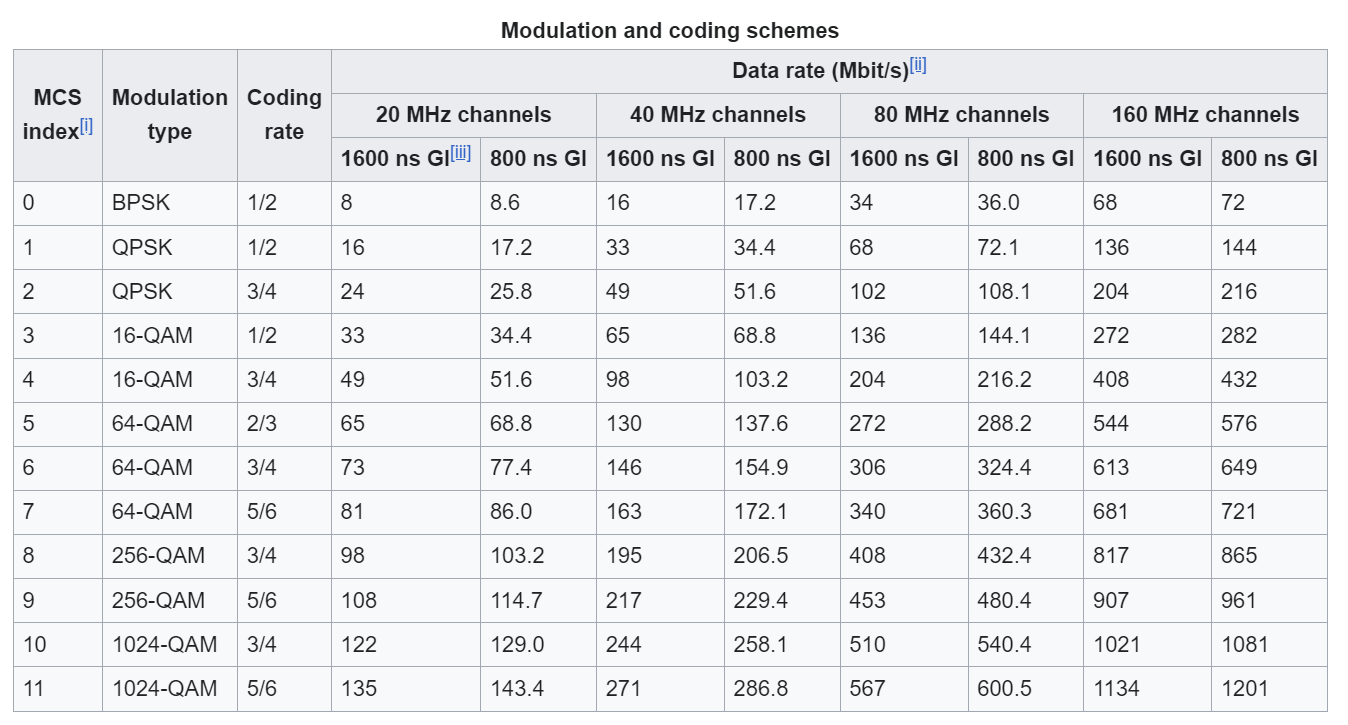 Modulation and coding schemes
MCS index[i] Modulation type Coding rate Data rate (Mbit/s)[ii]
20 MHz channels 40 MHz channels 80 MHz channels 160 MHz channels
1600 ns GI[iii] 800 ns GI 1600 ns GI 800 ns GI 1600 ns GI 800 ns GI 1600 ns GI 800 ns GI
0 BPSK 1/2 8 8.6 16 17.2 34 36.0 68 72
1 QPSK 1/2 16 17.2 33 34.4 68 72.1 136 144
2 QPSK 3/4 24 25.8 49 51.6 102 108.1 204 216
3 16-QAM 1/2 33 34.4 65 68.8 136 144.1 272 282
4 16-QAM 3/4 49 51.6 98 103.2 204 216.2 408 432
5 64-QAM 2/3 65 68.8 130 137.6 272 288.2 544 576
6 64-QAM 3/4 73 77.4 146 154.9 306 324.4 613 649
7 64-QAM 5/6 81 86.0 163 172.1 340 360.3 681 721
8 256-QAM 3/4 98 103.2 195 206.5 408 432.4 817 865
9 256-QAM 5/6 108 114.7 217 229.4 453 480.4 907 961
10 1024-QAM 3/4 122 129.0 244 258.1 510 540.4 1021 1081
11 1024-QAM 5/6 135 143.4 271 286.8 567 600.5 1134 1201